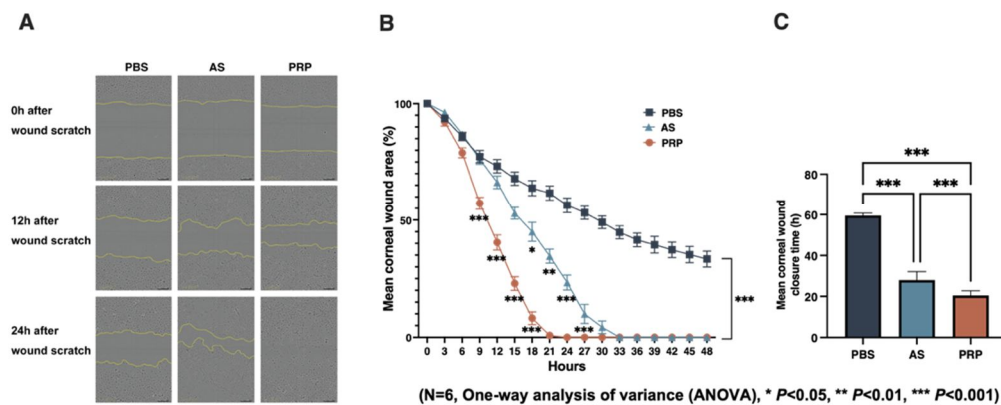 A
PBS AS PRP
0h after
wound scratch
12h after
wound scratch
24h after
wound scratch
B
Mean corneal wound area (%)
100
50
0
PBS
AS
PRP
***
***
***
***
*
**
***
***
***
0 3 6 9 12 15 18 21 24 27 30 33 36 39 42 45 48
Hours
C
Mean corneal wound
closure time (h)
80
60
40
20
0
***
*** ***
PBS AS PRP
(N=6, One-way analysis of variance (ANOVA), * P<0.05, ** P<0.01, *** P<0.001)